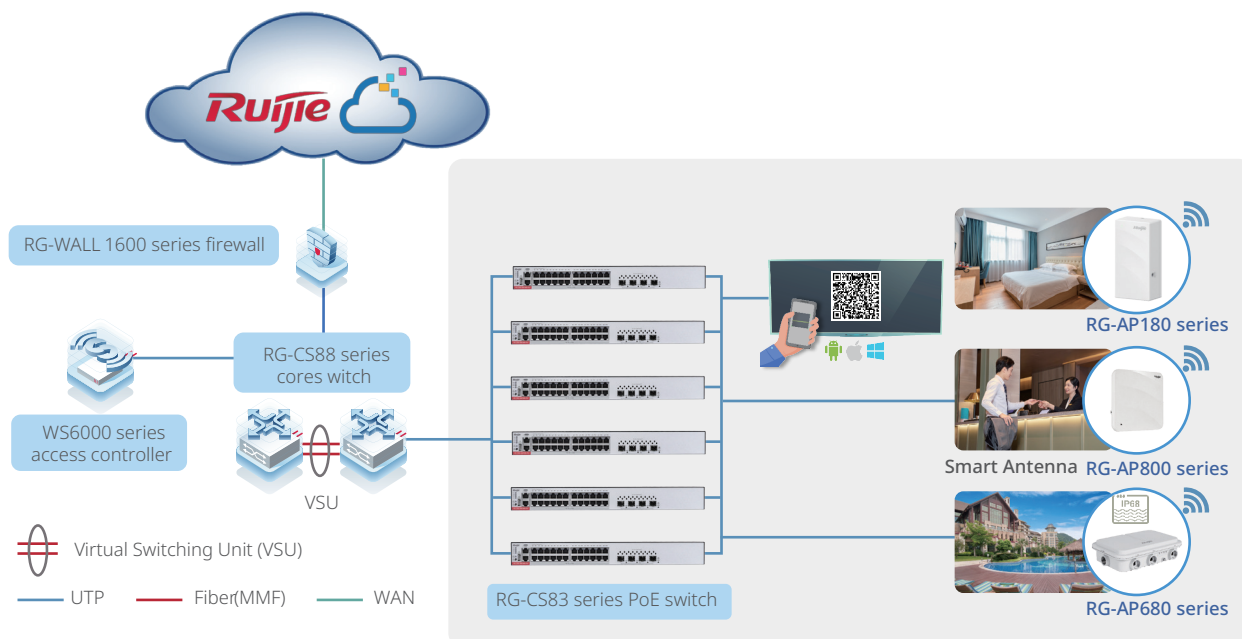 Ruijie
RG-WALL 1600 series firewall
RG-CS88 series
cores witch
WS6000 series
access controller
VSU
Virtual Switching Unit (VSU)
UTP
Fiber(MMF)
WAN
RG-CS83 series PoE switch
RG-AP180 series
Smart Antenna
RG-AP800 series
IP68
RG-AP680 series